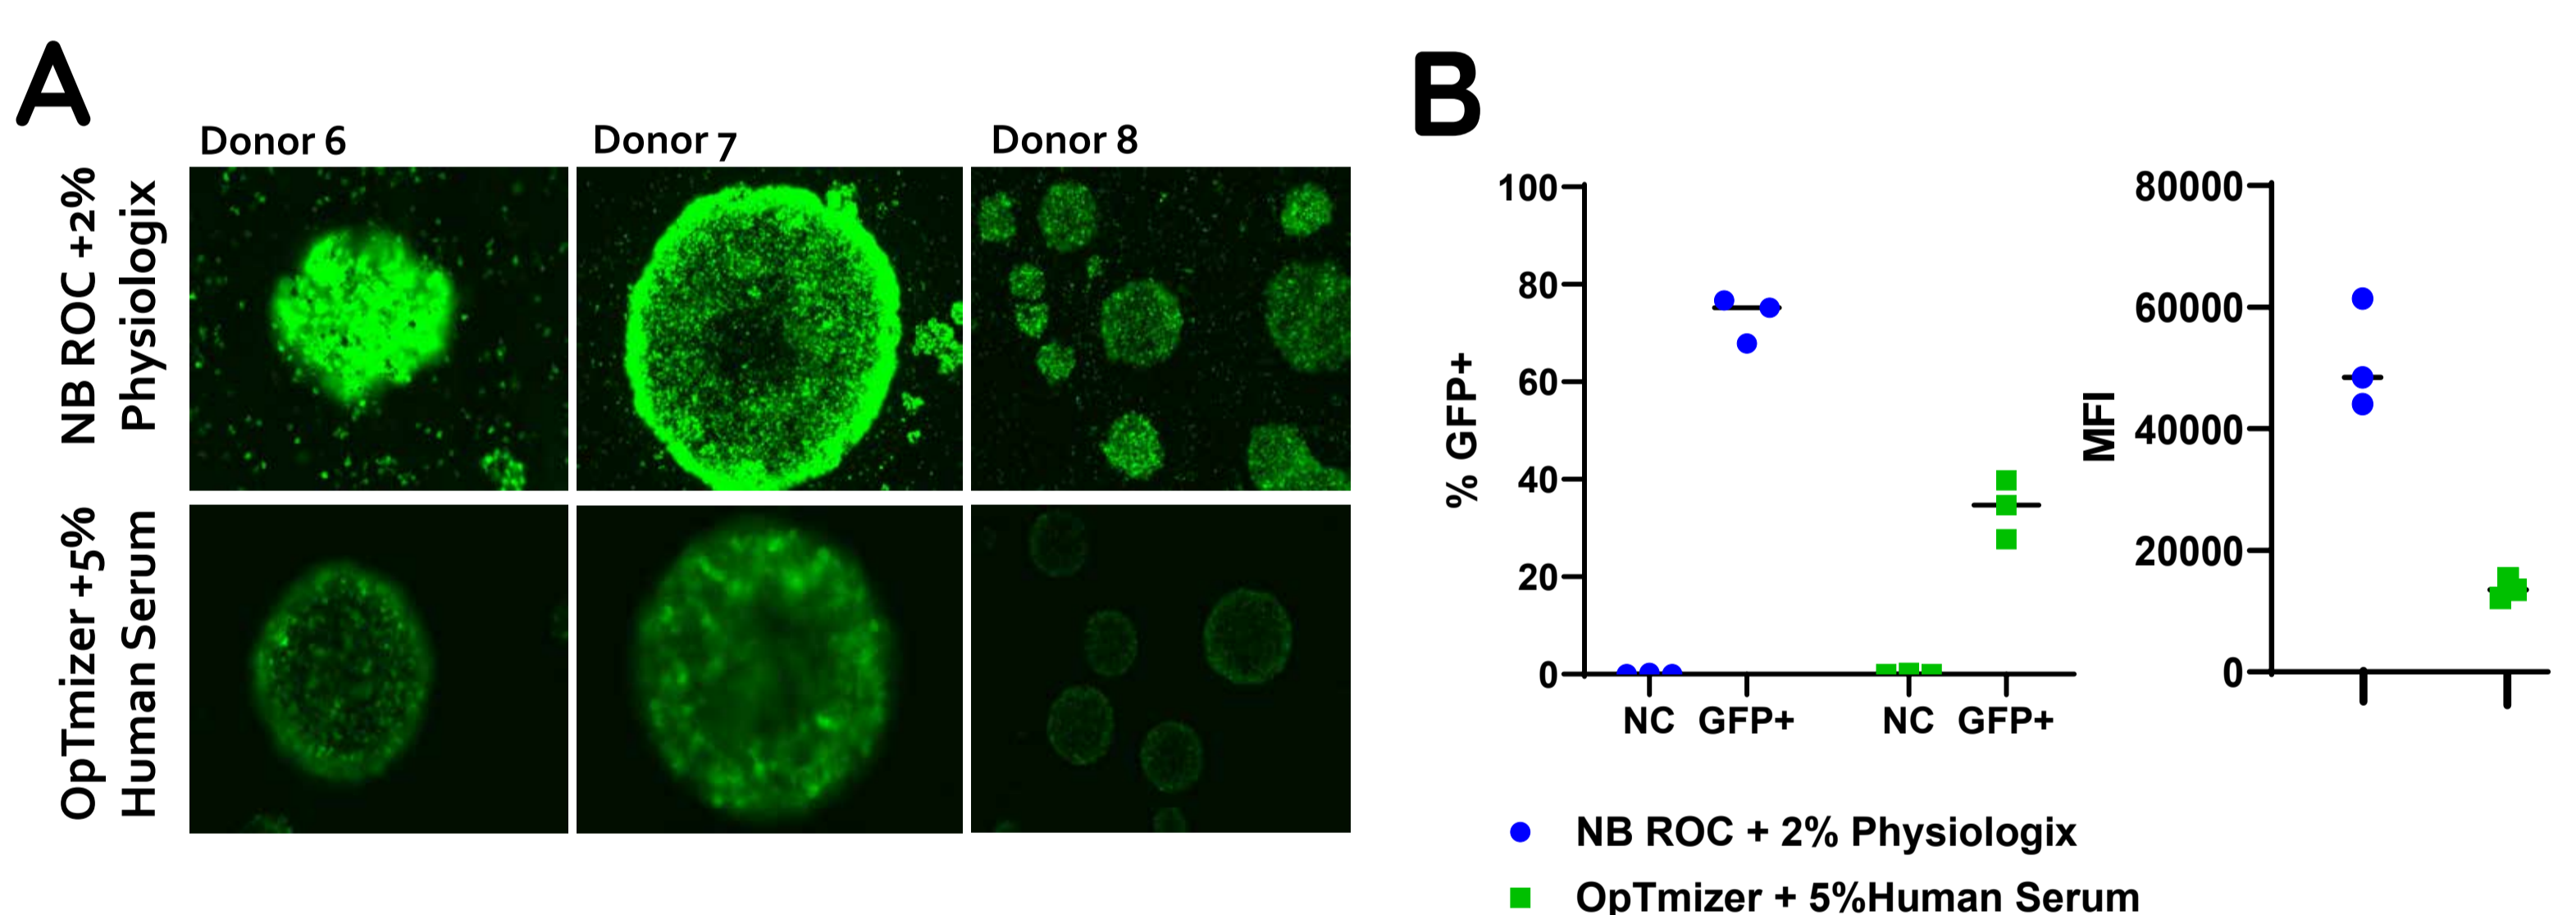 A
Donor 6
Donor 7
Donor 8
NB ROC +2%
Physiologix
OpTmizer +5%
Human Serum
B
% GFP+
100
80
60
40
20
0
NC
GFP+
NC
GFP+
MFI
80000
60000
40000
20000
0
NB ROC + 2% Physiologix
OpTmizer + 5%Human Serum